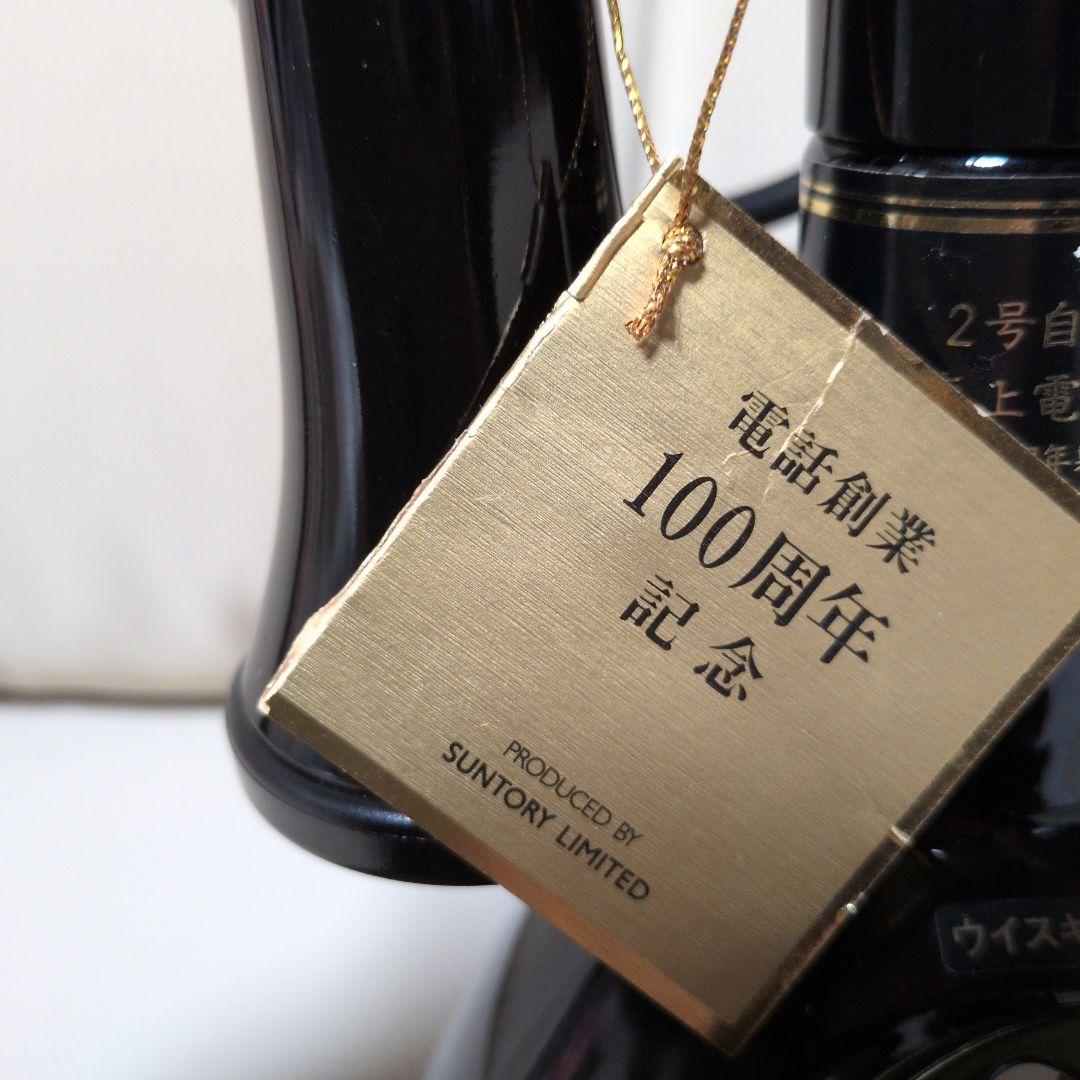 電話創業
100周年
記念
PRODUCED BY
SUNTORY LIMITED
2号自
上電
年
ウイスキ